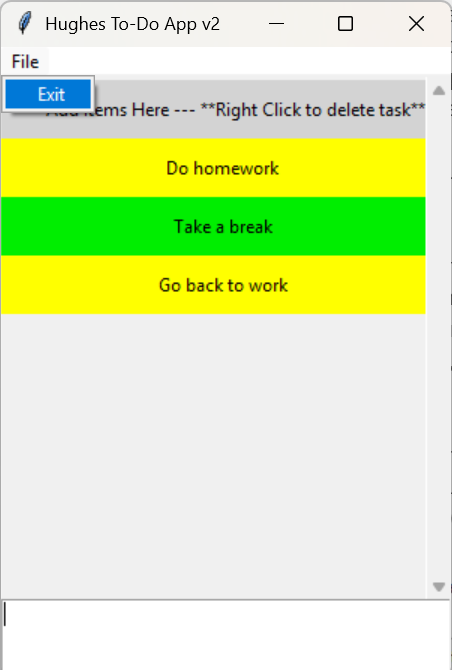 Hughes To-Do App v2
File
Exit
Items Here --- **Right Click to delete task**
Do homework
Take a break
Go back to work